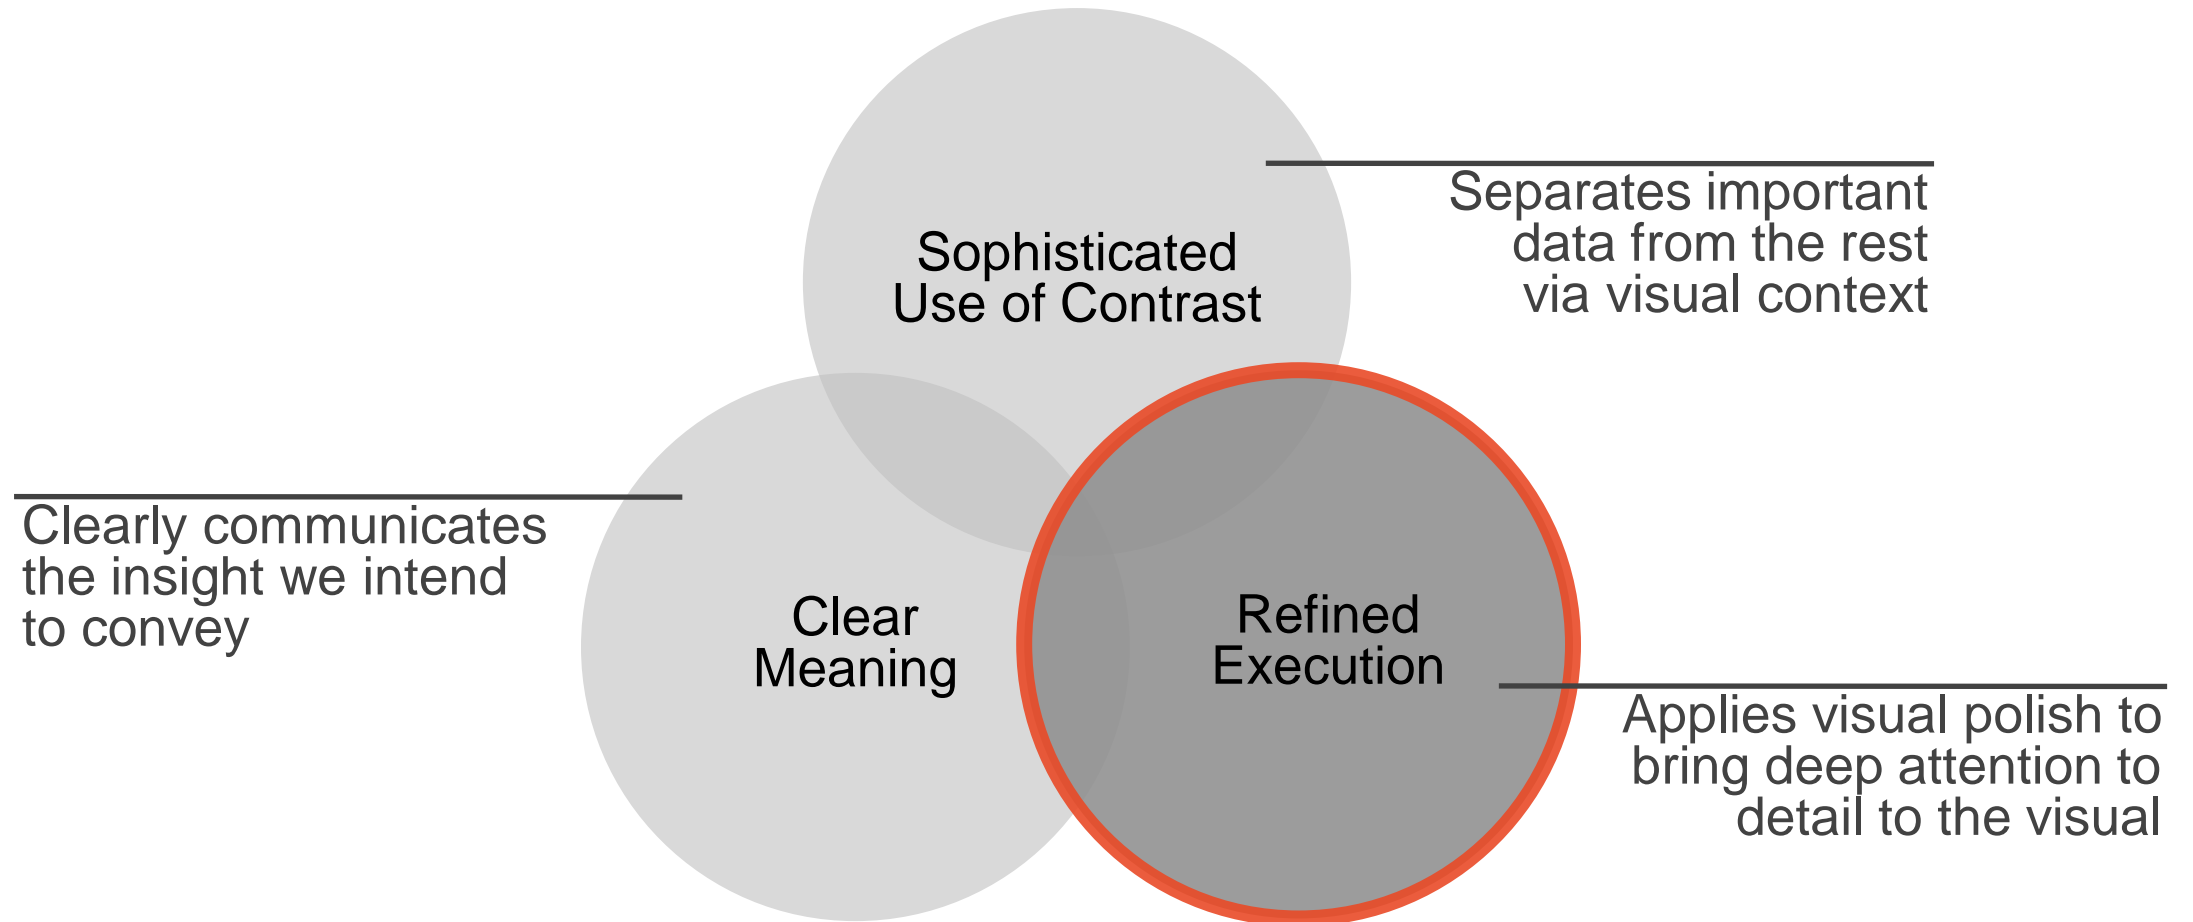 Sophisticated
Use of Contrast
Separates important
data from the rest
via visual context
Clearly communicates
the insight we intend
to convey
Clear
Meaning
Refined
Execution
Applies visual polish to
bring deep attention to
detail to the visual